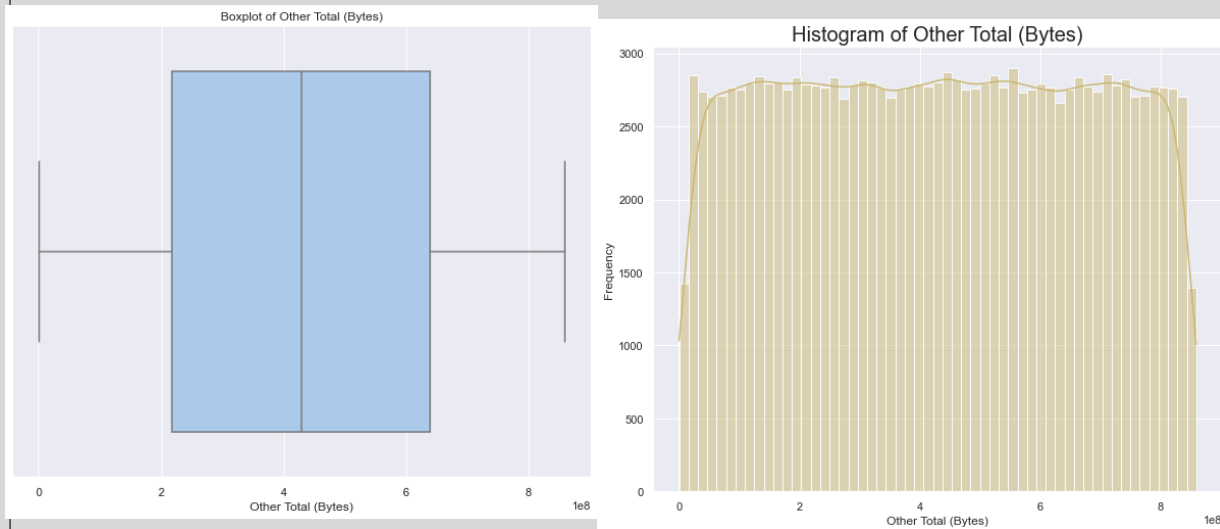 Boxplot of Other Total (Bytes)
0 2 4 6 8
1e8
Other Total (Bytes)
Histogram of Other Total (Bytes)
3000
2500
2000
1500
1000
500
0
Frequency
0 2 4 6 8
1e8
Other Total (Bytes)